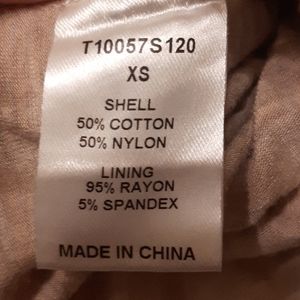 T10057S120
XS
SHELL
50% COTTON
50% NYLON
LINING
95% RAYON
5% SPANDEX
MADE IN CHINA